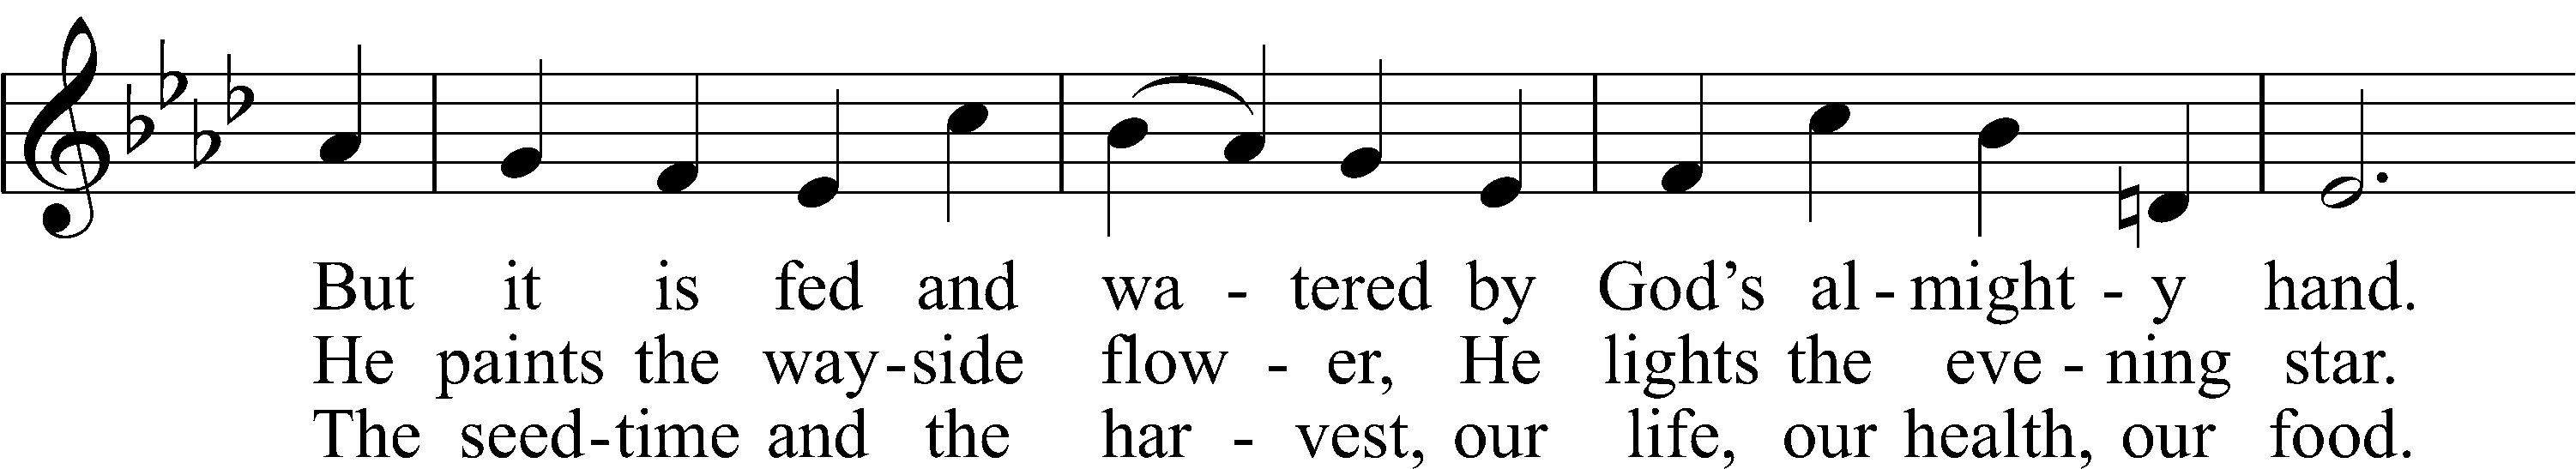 But it is fed and wa - tered by God’s al - might - y hand.
He paints the way - side flow - er, He lights the eve - ning star.
The seed - time and the har - vest, our life, our health, our food.